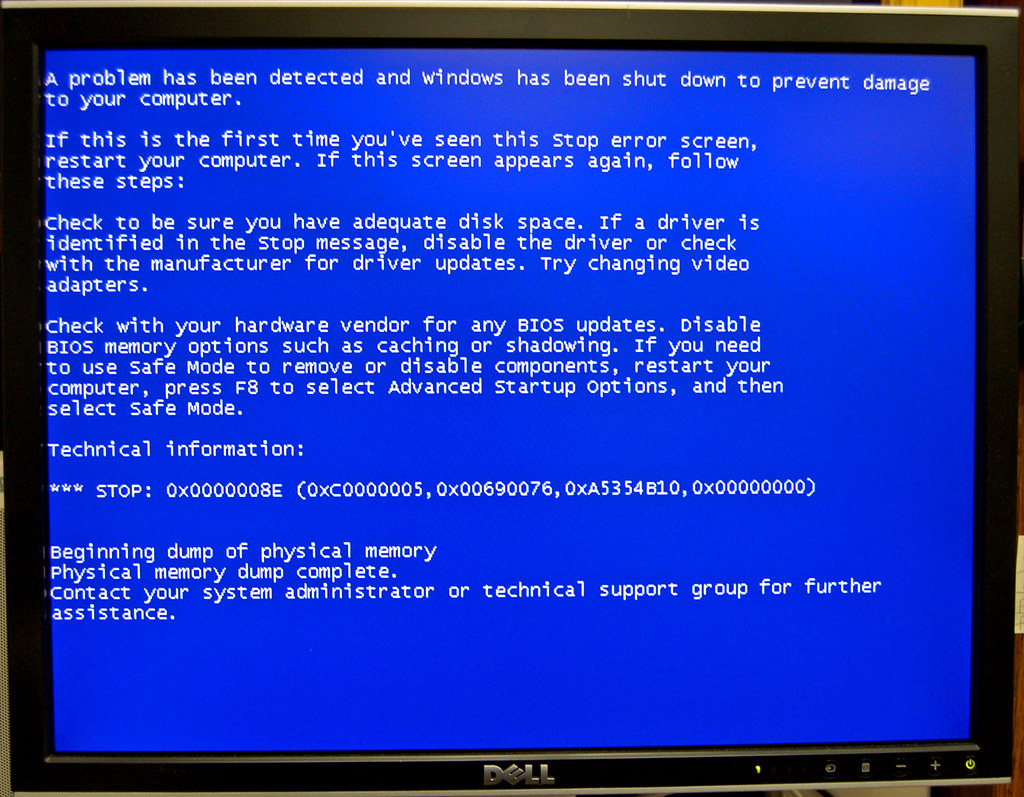 A problem has been detected and Windows has been shut down to prevent damage
to your computer.
If this is the first time you've seen this Stop error screen,
restart your computer. If this screen appears again, follow
these steps:
Check to be sure you have adequate disk space. If a driver is
identified in the Stop message, disable the driver or check
with the manufacturer for driver updates. Try changing video
adapters.
Check with your hardware vendor for any BIOS updates. Disable
BIOS memory options such as caching or shadowing. If you need
to use Safe Mode to remove or disable components, restart your
computer, press F8 to select Advanced Startup Options, and then
select Safe Mode.
Technical information:
*** STOP: 0x0000008E (0xC0000005,0x00690076,0xA5354B10,0x00000000)
Beginning dump of physical memory
Physical memory dump complete.
Contact your system administrator or technical support group for further
assistance.
DELL